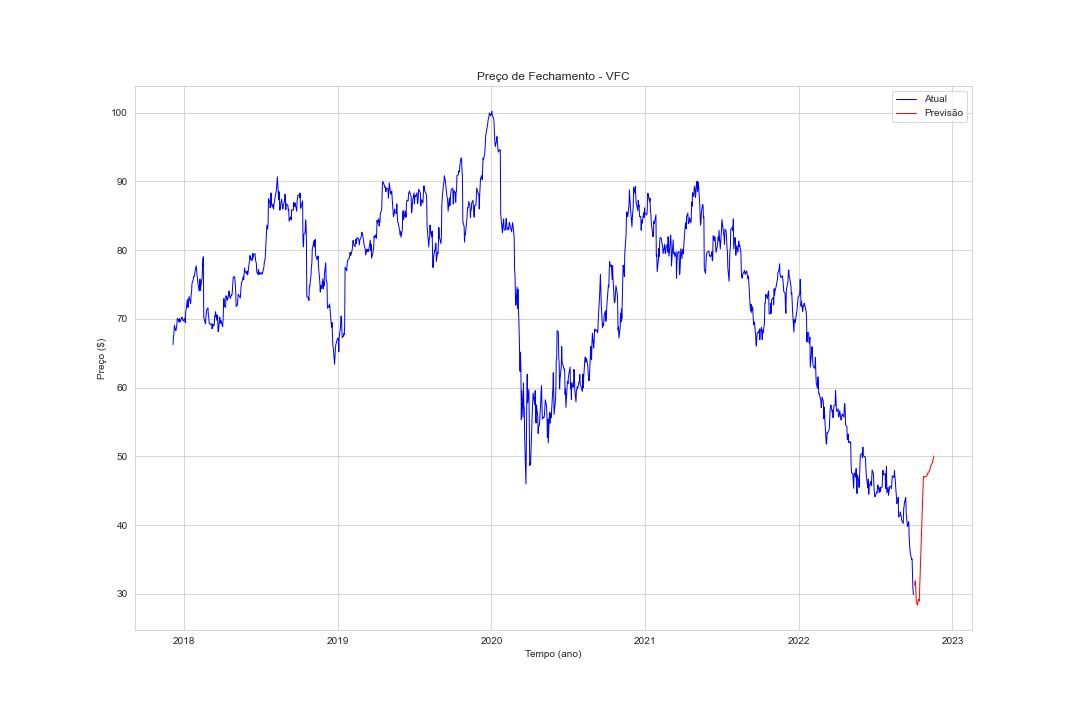 Preço de Fechamento - VFC
Atual
Previsão
100
90
80
70
60
50
40
30
Preço ($)
2018 2019 2020 2021 2022 2023
Tempo (ano)